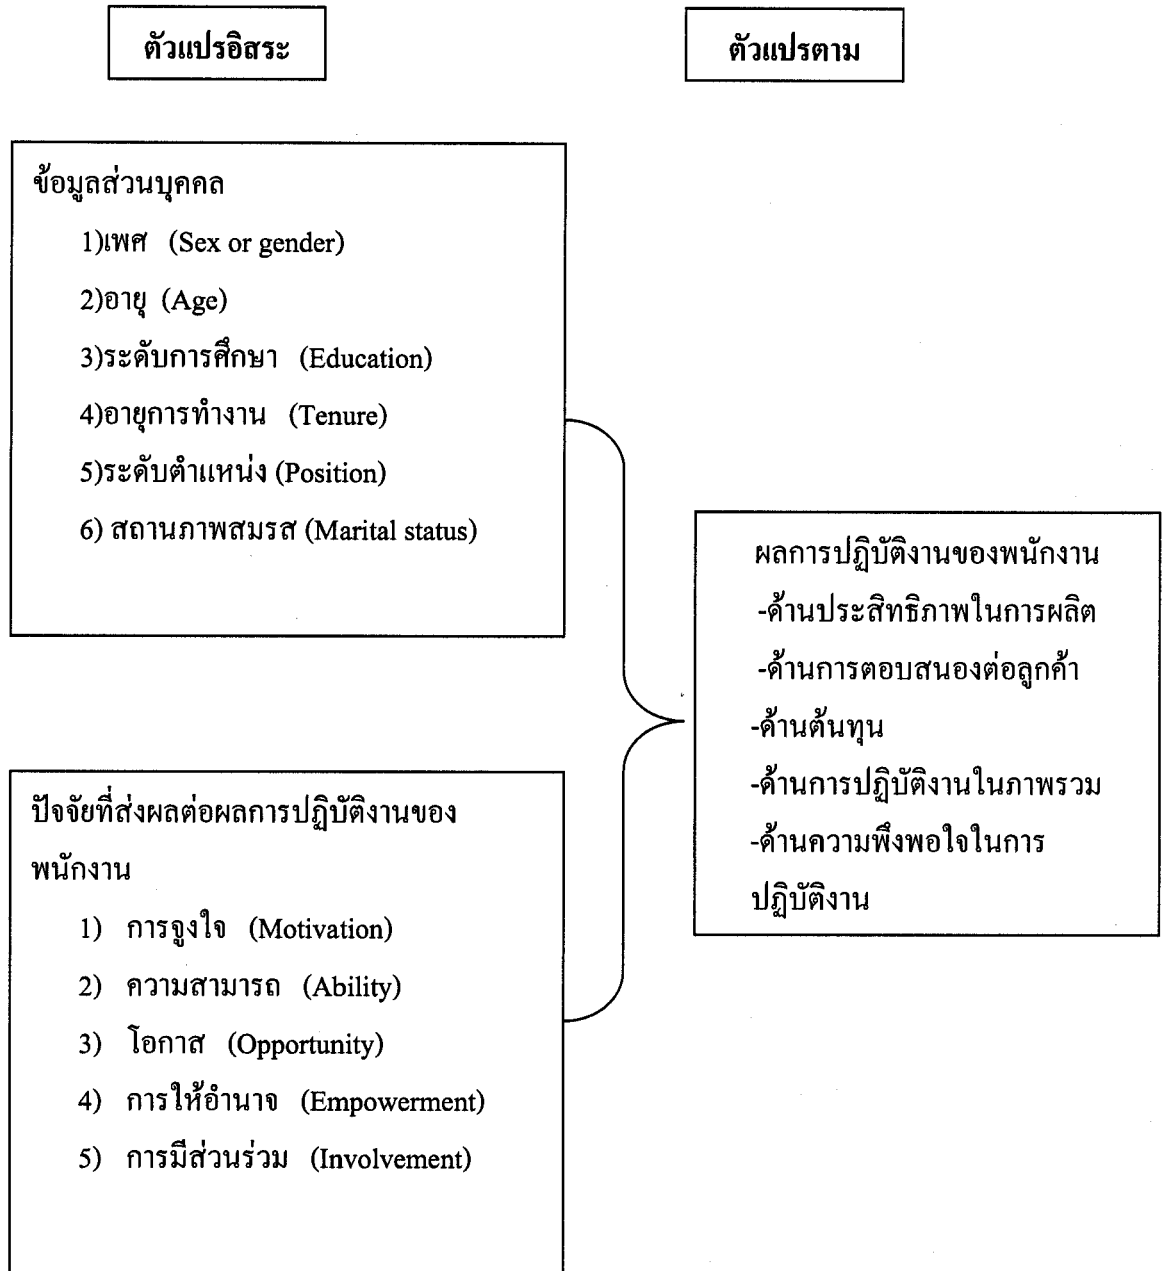 ตัวแปรอิสระ
ตัวแปรตาม
ข้อมูลส่วนบุคคล
1)เพศ (Sex or gender)
2)อายุ (Age)
3)ระดับการศึกษา (Education)
4)อายุการทำงาน (Tenure)
5)ระดับตำแหน่ง (Position)
6) สถานภาพสมรส (Marital status)
ปัจจัยที่ส่งผลต่อผลการปฏิบัติงานของ
พนักงาน
1) การจูงใจ (Motivation)
2) ความสามารถ (Ability)
3) โอกาส (Opportunity)
4) การให้อำนาจ (Empowerment)
5) การมีส่วนร่วม (Involvement)
ผลการปฏิบัติงานของพนักงาน
-ด้านประสิทธิภาพในการผลิต
-ด้านการตอบสนองต่อลูกค้า
-ด้านต้นทุน
-ด้านการปฏิบัติงานในภาพรวม
-ด้านความพึงพอใจในการ
ปฏิบัติงาน